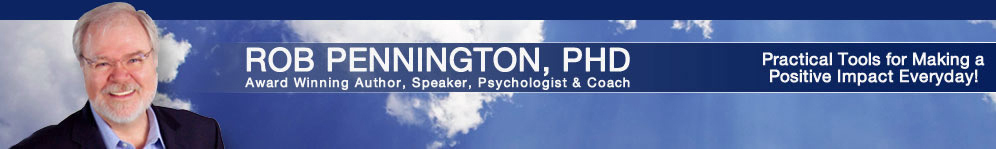 ROB PENNINGTON, PHD
Award Winning Author, Speaker, Psychologist & Coach
Practical Tools for Making a
Positive Impact Everyday!